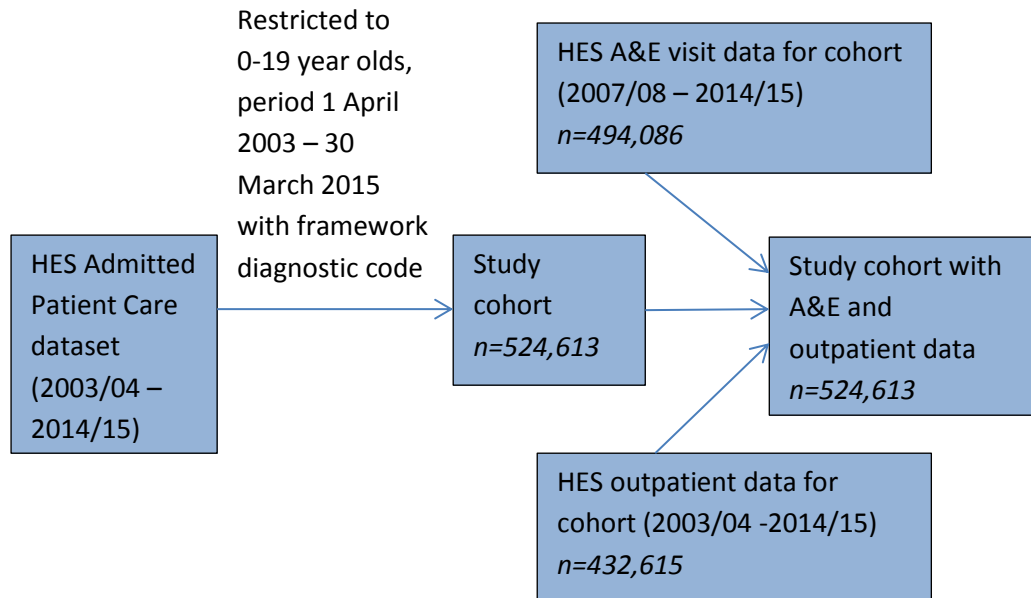 Restricted to
0-19 year olds,
period 1 April
2003 – 30
March 2015
with framework
diagnostic code
HES A&E visit data for cohort
(2007/08 – 2014/15)
n=494,086
HES Admitted
Patient Care
dataset
(2003/04 –
2014/15)
Study
cohort
n=524,613
Study cohort with
A&E and
outpatient data
n=524,613
HES outpatient data for
cohort (2003/04 -2014/15)
n=432,615